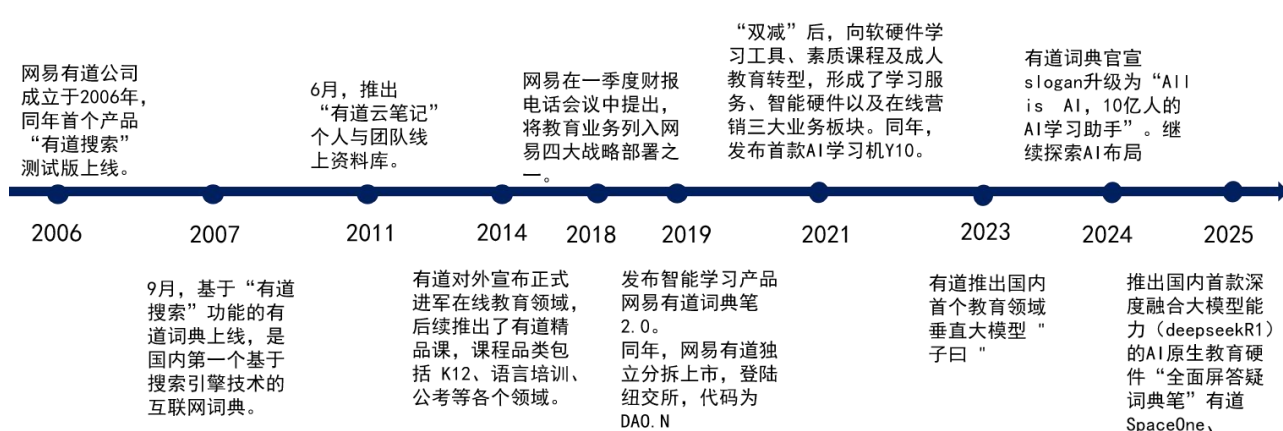 网易有道公司
成立于2006年，
同年首个产品
“有道搜索”
测试版上线。
6月，推出
“有道云笔记”
个人与团队线
上资料库。
网易在一季度财报
电话会议中提出，
将教育业务列入网
易四大战略部署之
一。
“双减”后，向软硬件学
习工具、素质课程及成人
教育转型，形成了学习服
务、智能硬件以及在线营
销三大业务板块。同年，
发布首款AI学习机Y10。
有道词典官宣
slogan升级为“All
is AI，10亿人的
AI学习助手”。继
续探索AI布局
2006
2007
2011
2014
2018
2019
2021
2023
2024
2025
9月，基于“有道
搜索”功能的有
道词典上线，是
国内第一个基于
搜索引擎技术的
互联网词典。
有道对外宣布正式
进军在线教育领域，
后续推出了有道精
品课，课程品类包
括 K12、语言培训、
公考等各个领域。
发布智能学习产品
网易有道词典笔
2.0。
同年，网易有道独
立分拆上市，登陆
纽交所，代码为
DAO.N
有道推出国内
首个教育领域
垂直大模型 "
子曰 "
推出国内首款深
度融合大模型能
力（deepseekR1）
的AI原生教育硬
件“全面屏答疑
词典笔”有道
SpaceOne、